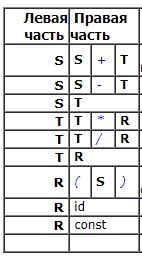 Левая часть Правая часть
S S + T
S S - T
S T
T T * R
T T / R
T R
R ( S )
R id
R const